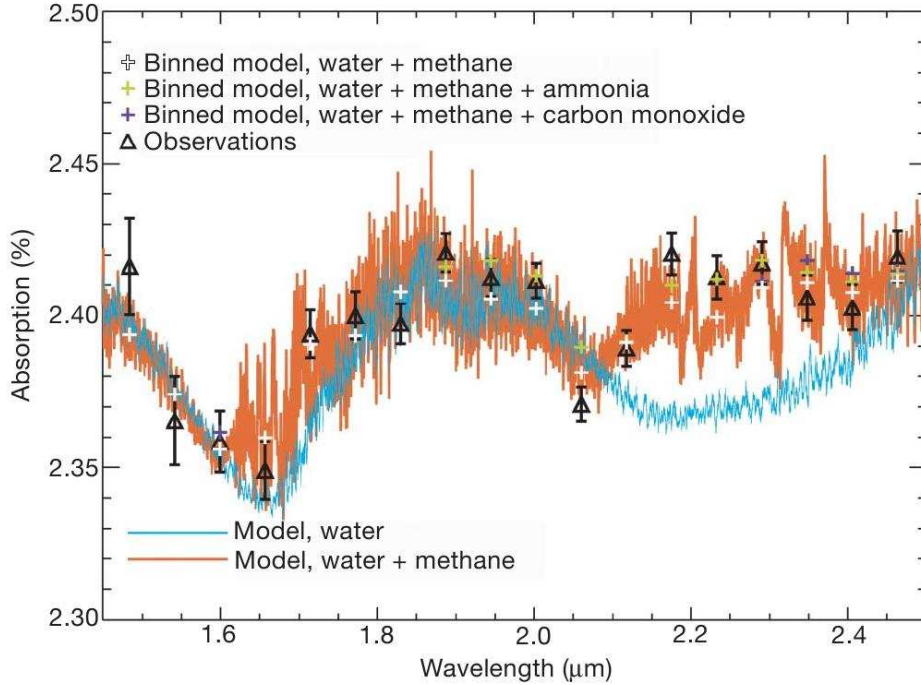 2.50
Binned model, water + methane
Binned model, water + methane + ammonia
Binned model, water + methane + carbon monoxide
Observations
2.45
Absorption (%)
2.40
2.35
Model, water
Model, water + methane
2.30
1.6 1.8 2.0 2.2 2.4
Wavelength (μm)